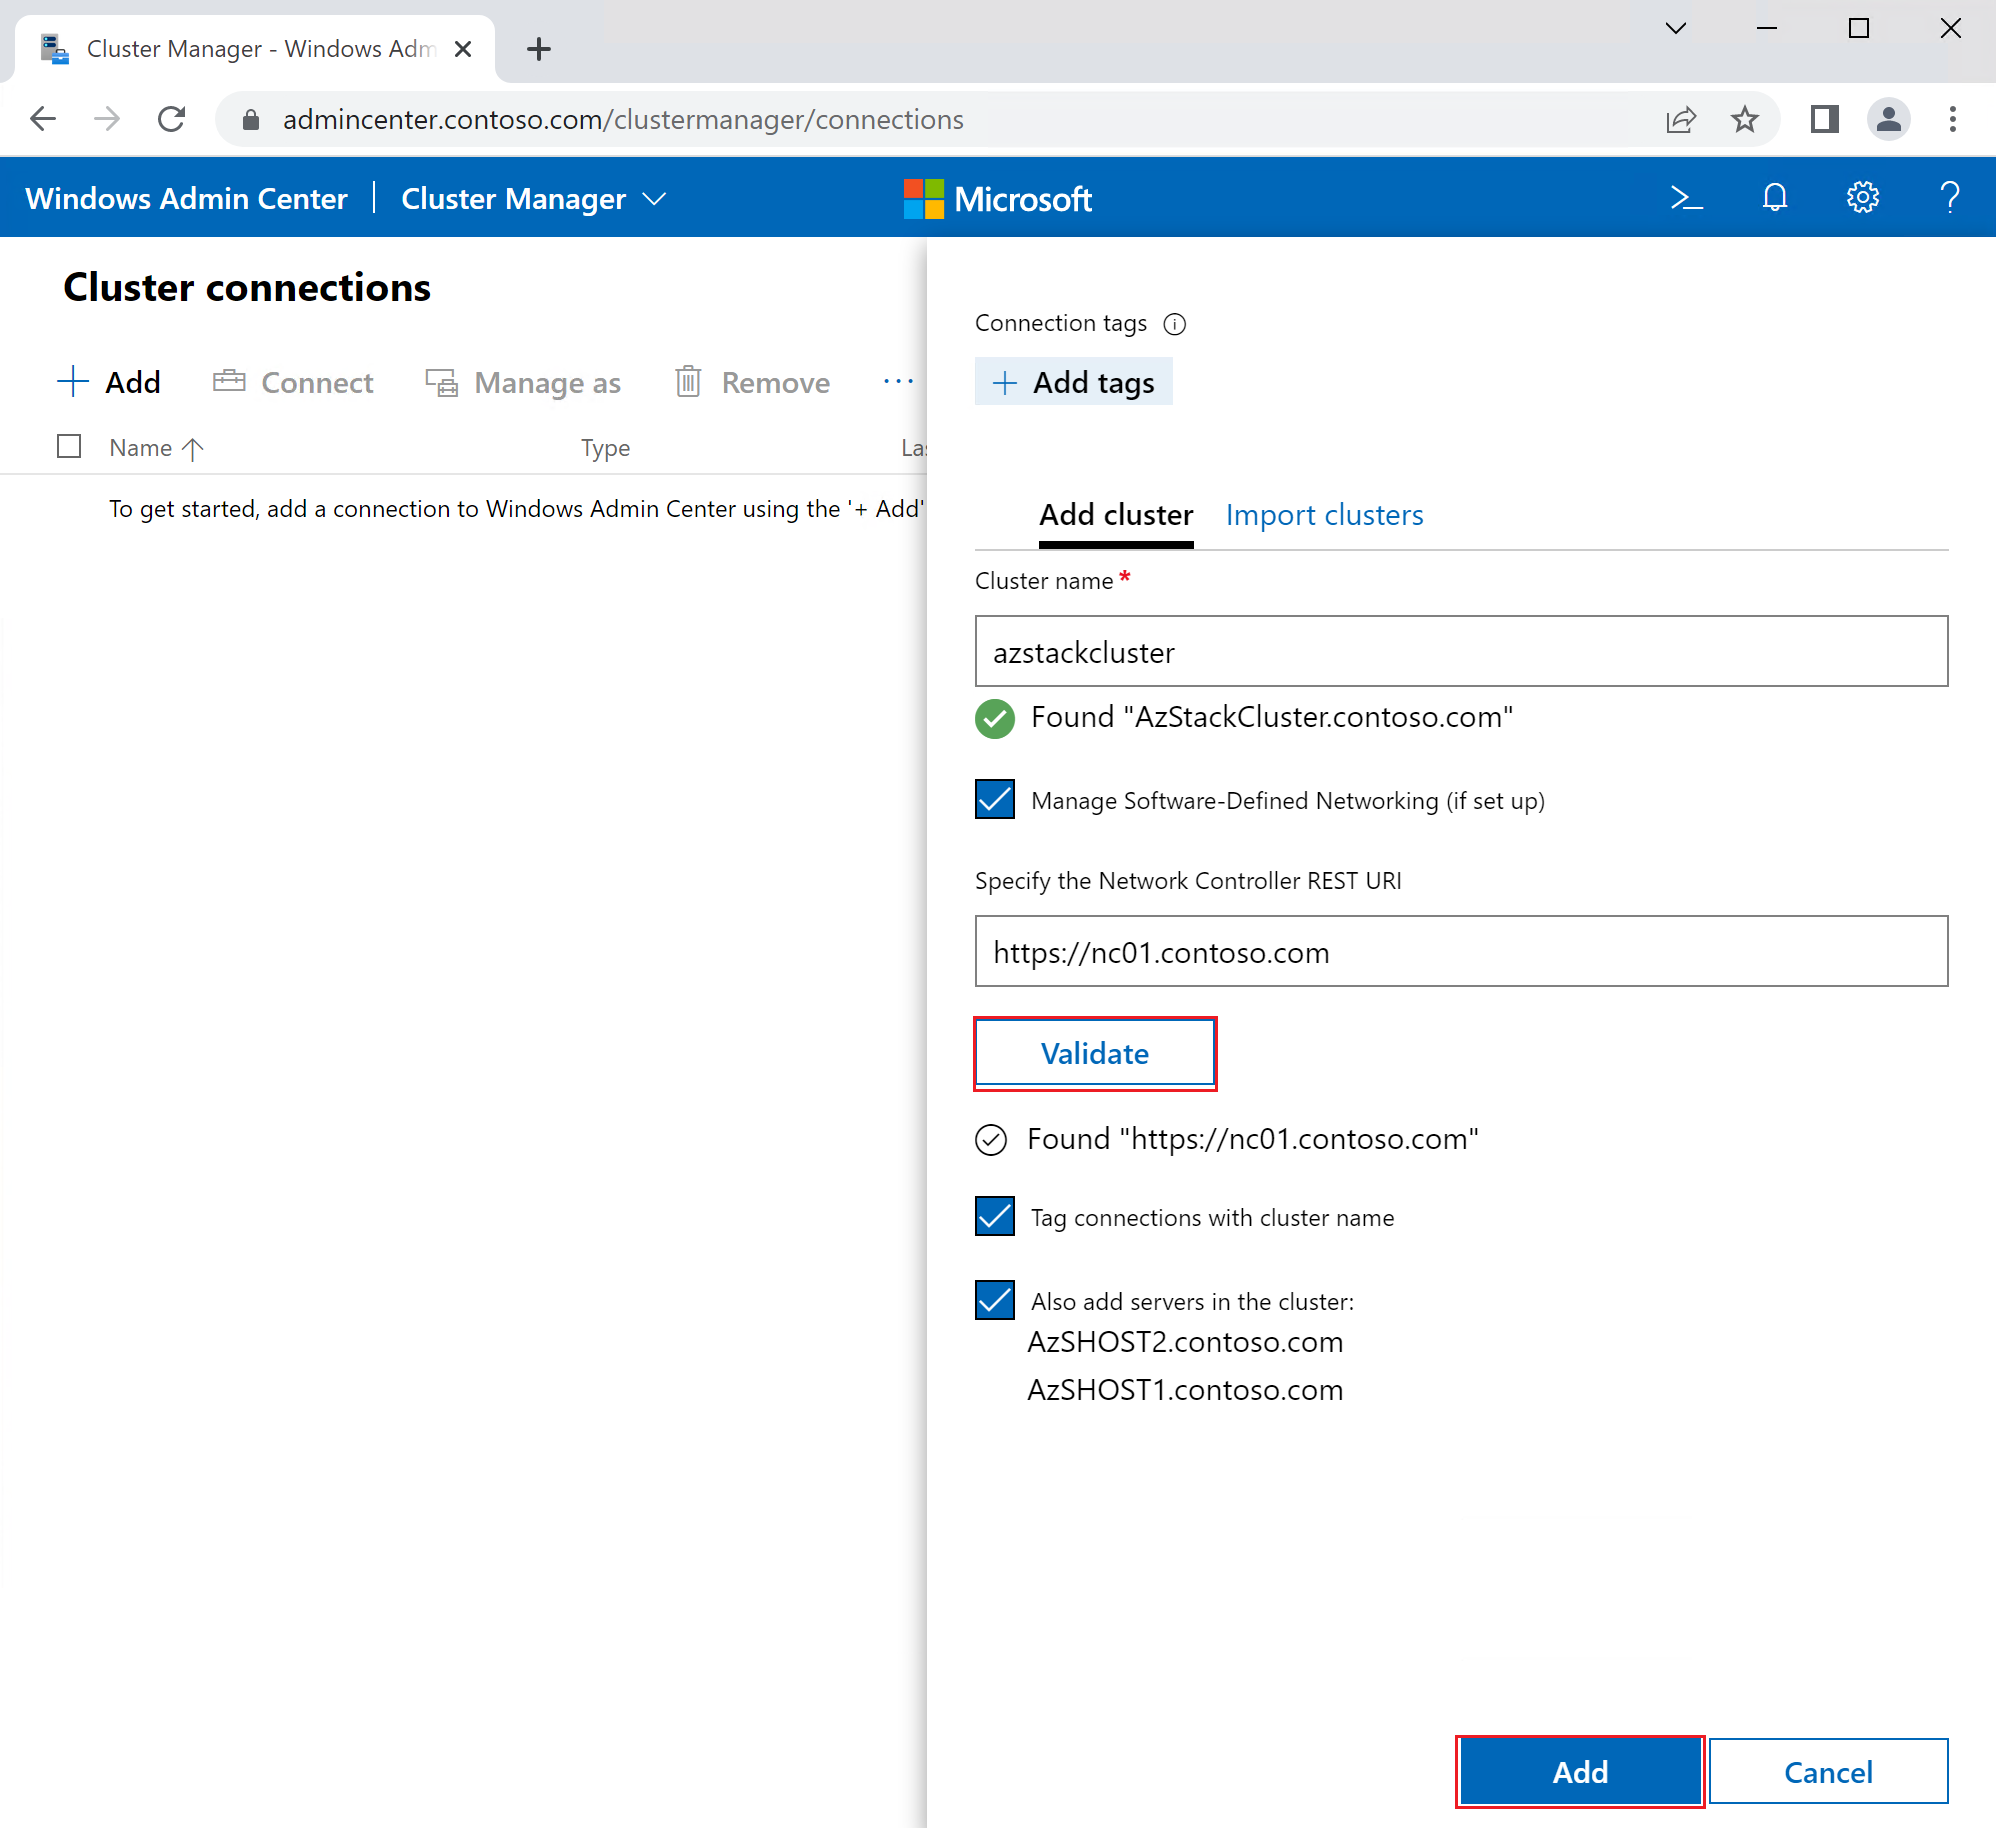 Cluster Manager - Windows Adm
admincenter.contoso.com/clustermanager/connections
Windows Admin Center | Cluster Manager
Microsoft
Cluster connections
Add
Connect
Manage as
Remove
...
Name
Type
Las
To get started, add a connection to Windows Admin Center using the '+ Add'
Connection tags
Add tags
Add cluster
Import clusters
Cluster name *
azstackcluster
Found "AzStackCluster.contoso.com"
Manage Software-Defined Networking (if set up)
Specify the Network Controller REST URI
https://nc01.contoso.com
Validate
Found "https://nc01.contoso.com"
Tag connections with cluster name
Also add servers in the cluster:
AzSHOST2.contoso.com
AzSHOST1.contoso.com
Add
Cancel